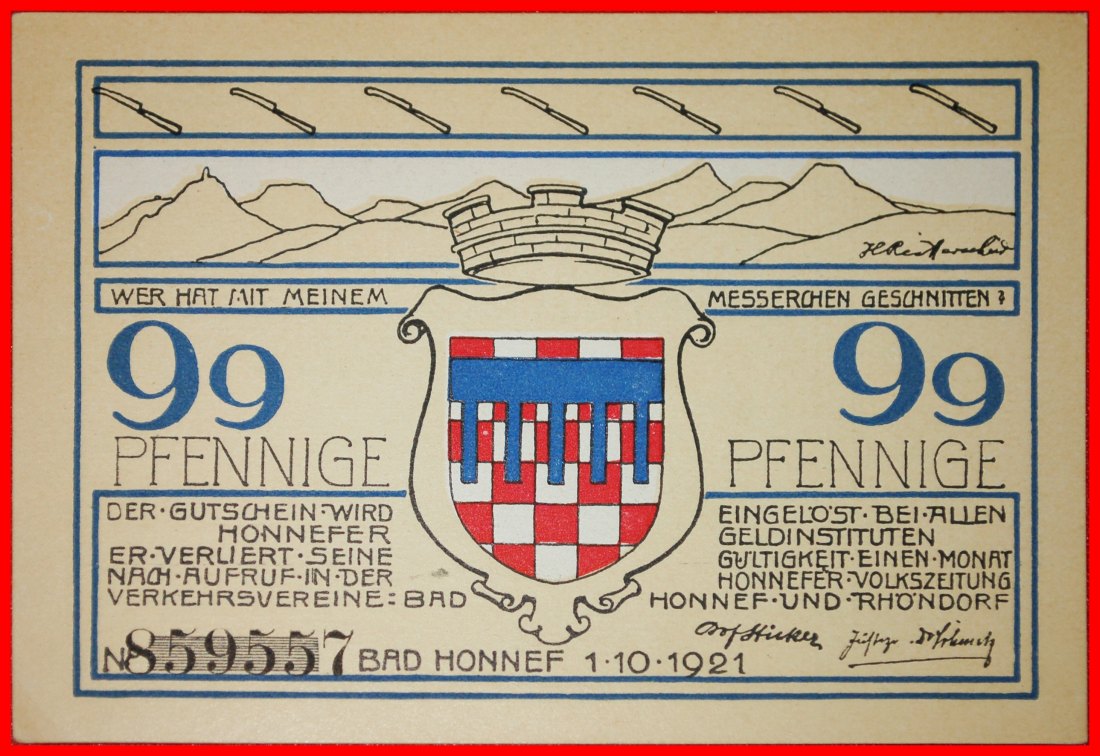 WER HAT MIT MEINEM MESSERCHEN GESCHNITTEN?
99 99
PFENNIGE PFENNIGE
DER·GUTSCHEIN·WIRD EINGELÖST·BEI·ALLEN
HONNEFER GELDINSTITUTEN
ER·VERLIERT·SEINE GÜLTIGKEIT·EINEN·MONAT
NACH·AUFRUF·IN·DER HONNEFER·VOLKSZEITUNG
VERKEHRSVEREINE=BAD HONNEF·UND·RHÖNDORF
No 859557 BAD HONNEF 1·10·1921